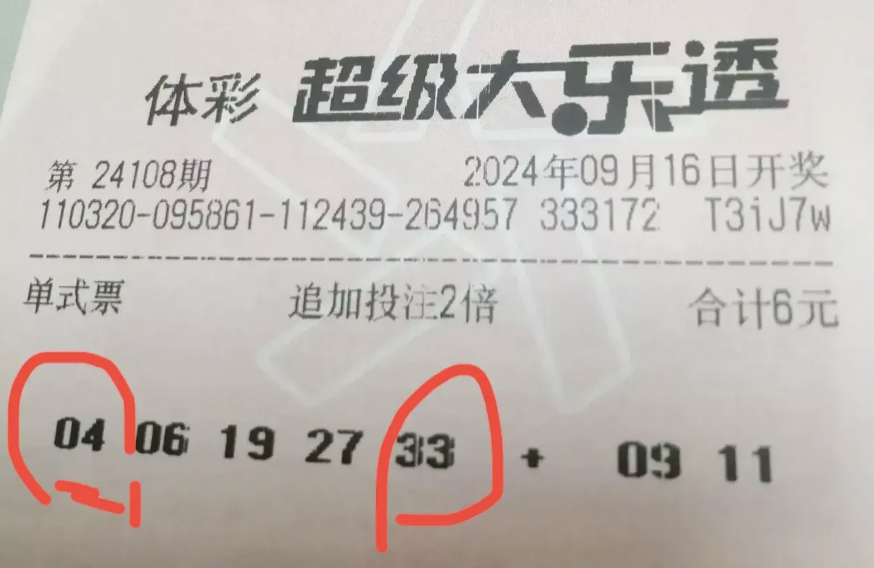 体彩 超级大乐透
第 24108期 2024年09月16日开奖
110320-095861-112439-264957 333172 T3iJ7w
单式票 追加投注2倍 合计6元
04 06 19 27 33 + 09 11